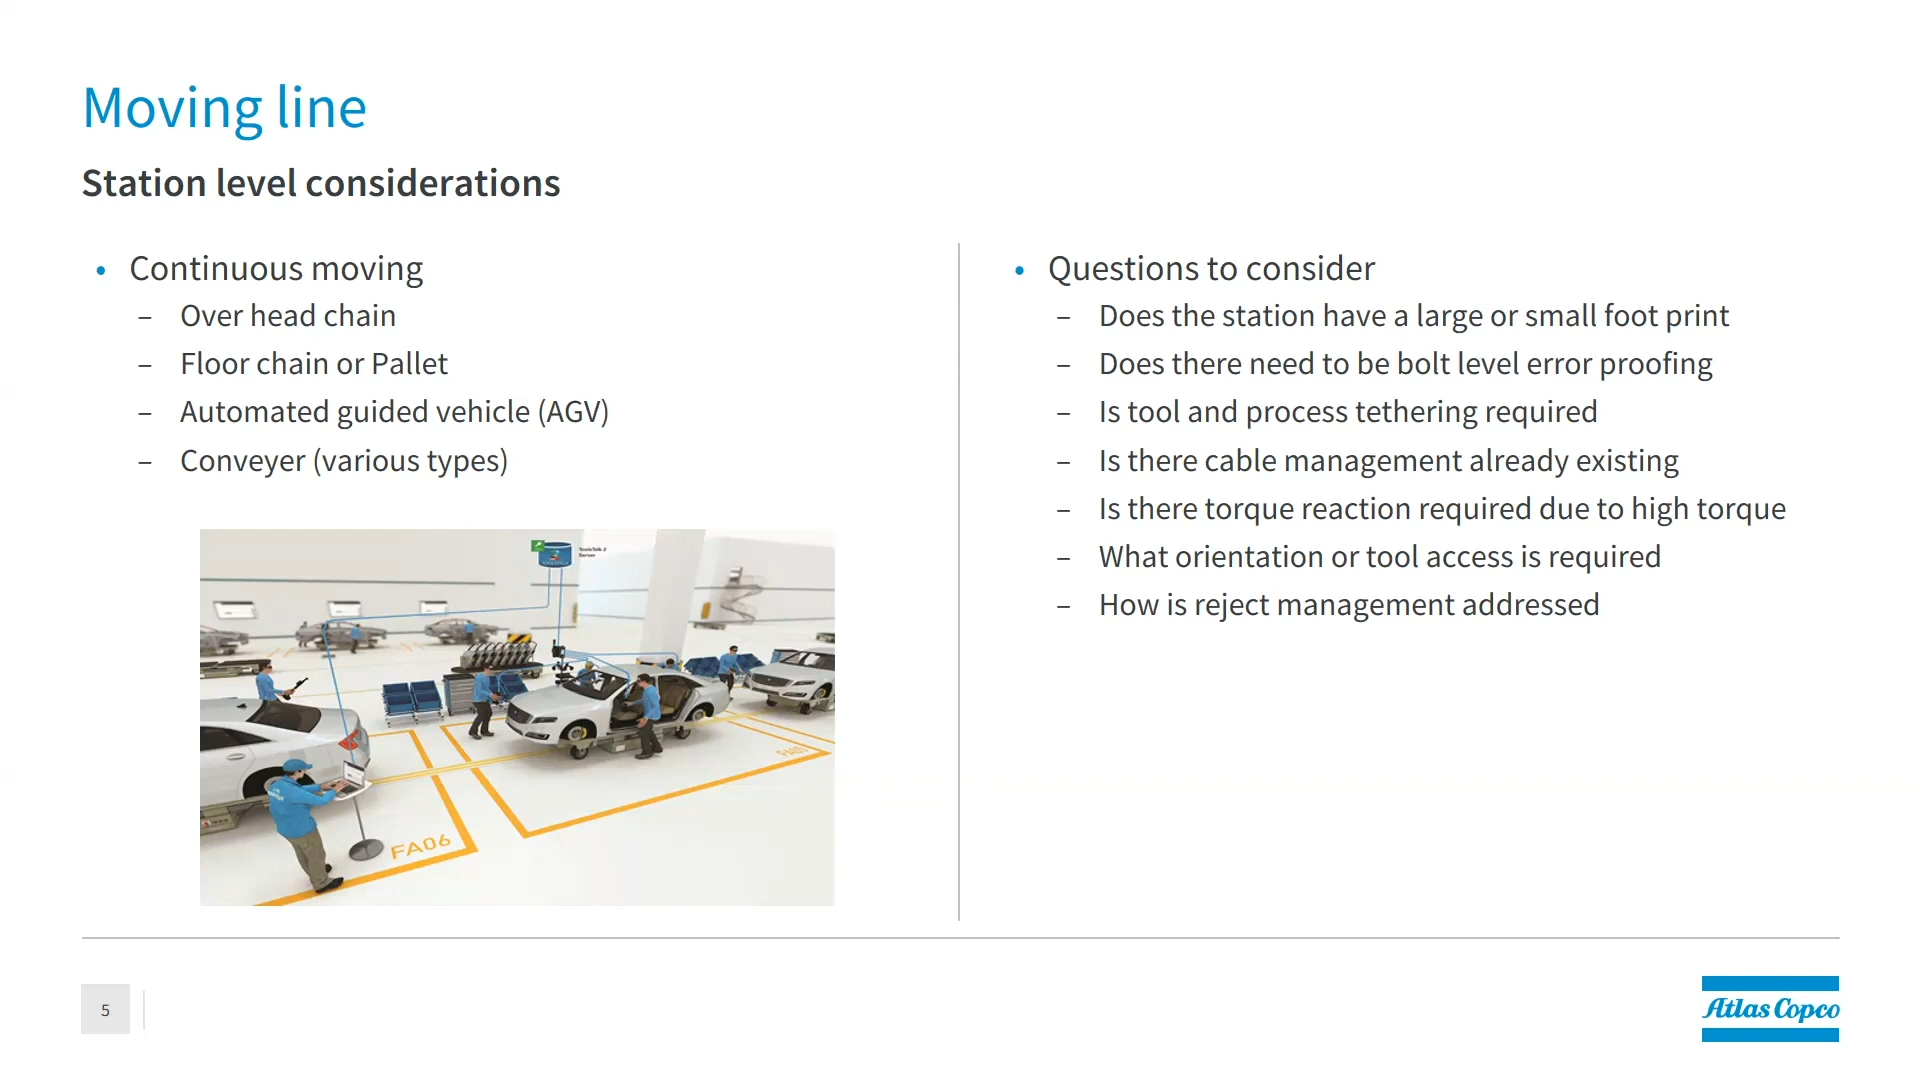 Moving line
Station level considerations
• Continuous moving
– Over head chain
– Floor chain or Pallet
– Automated guided vehicle (AGV)
– Conveyer (various types)
ToolsTalk 2
Server
FA05
FA06
• Questions to consider
– Does the station have a large or small foot print
– Does there need to be bolt level error proofing
– Is tool and process tethering required
– Is there cable management already existing
– Is there torque reaction required due to high torque
– What orientation or tool access is required
– How is reject management addressed
5
Atlas Copco